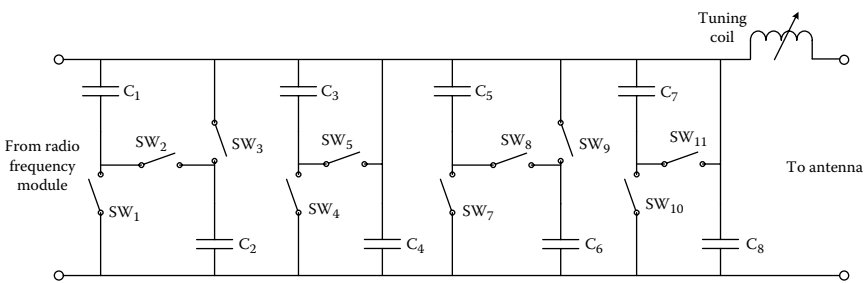 Tuning
coil
C1
C3
C5
C7
From radio
frequency
module
SW2
SW3
SW5
SW8
SW9
SW11
To antenna
SW1
SW4
SW7
SW10
C2
C4
C6
C8